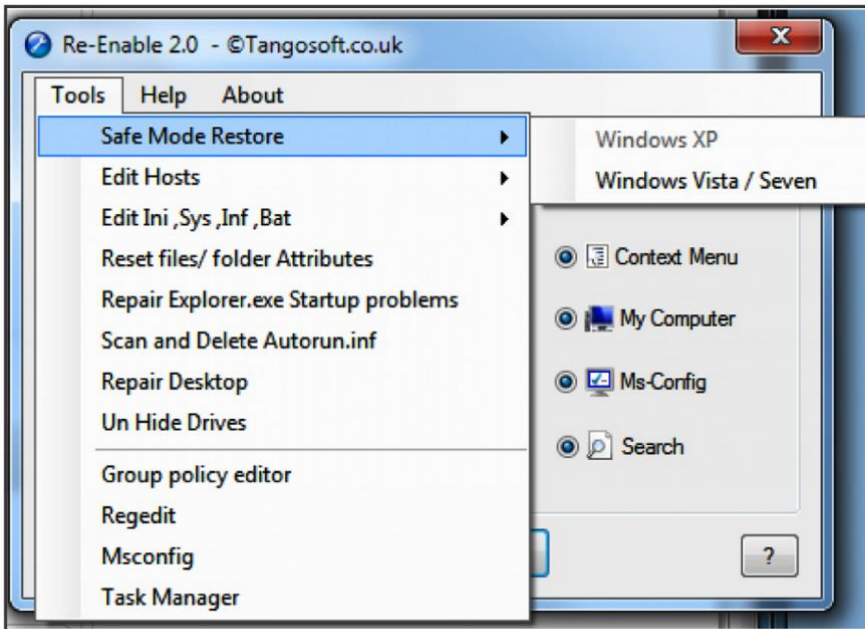 Re-Enable 2.0 - ©Tangosoft.co.uk
X
Tools Help About
Safe Mode Restore
Windows XP
Windows Vista / Seven
Edit Hosts
Edit Ini ,Sys ,Inf ,Bat
Reset files/ folder Attributes
Repair Explorer.exe Startup problems
Scan and Delete Autorun.inf
Repair Desktop
Un Hide Drives
Group policy editor
Regedit
Msconfig
Task Manager
Context Menu
My Computer
Ms-Config
Search
?